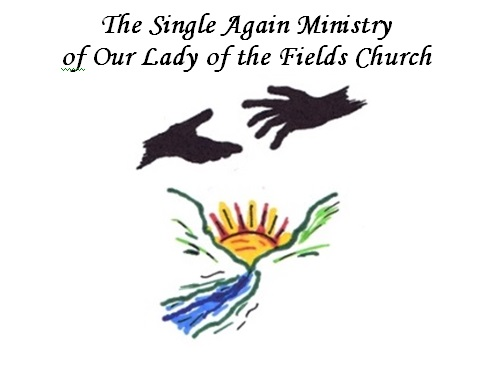 The Single Again Ministry
of Our Lady of the Fields Church